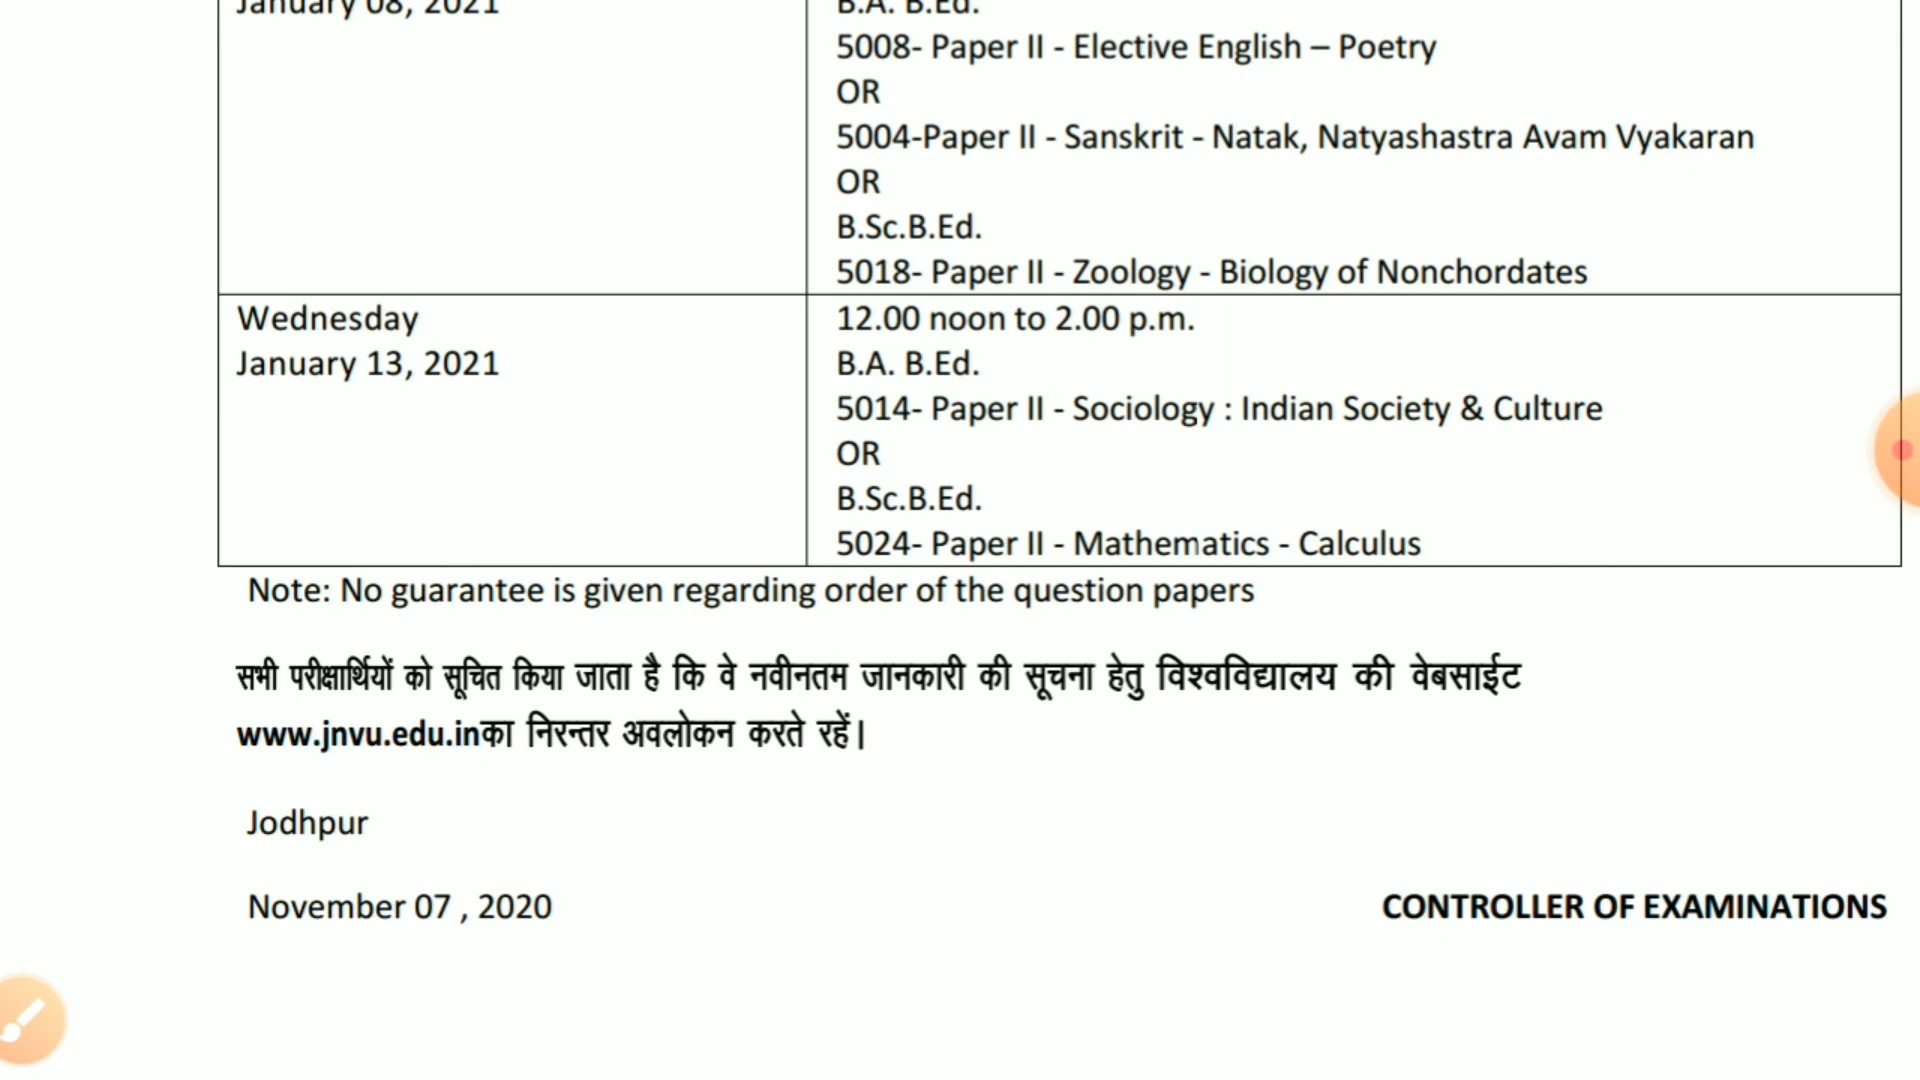 January 08, 2021
B.A. B.Ed.
5008- Paper II - Elective English – Poetry
OR
5004-Paper II - Sanskrit - Natak, Natyashastra Avam Vyakaran
OR
B.Sc.B.Ed.
5018- Paper II - Zoology - Biology of Nonchordates
Wednesday
January 13, 2021
12.00 noon to 2.00 p.m.
B.A. B.Ed.
5014- Paper II - Sociology : Indian Society & Culture
OR
B.Sc.B.Ed.
5024- Paper II - Mathematics - Calculus
Note: No guarantee is given regarding order of the question papers
सभी परीक्षार्थियों को सूचित किया जाता है कि वे नवीनतम जानकारी की सूचना हेतु विश्वविद्यालय की वेबसाईट
www.jnvu.edu.inका निरन्तर अवलोकन करते रहें।
Jodhpur
November 07 , 2020
CONTROLLER OF EXAMINATIONS